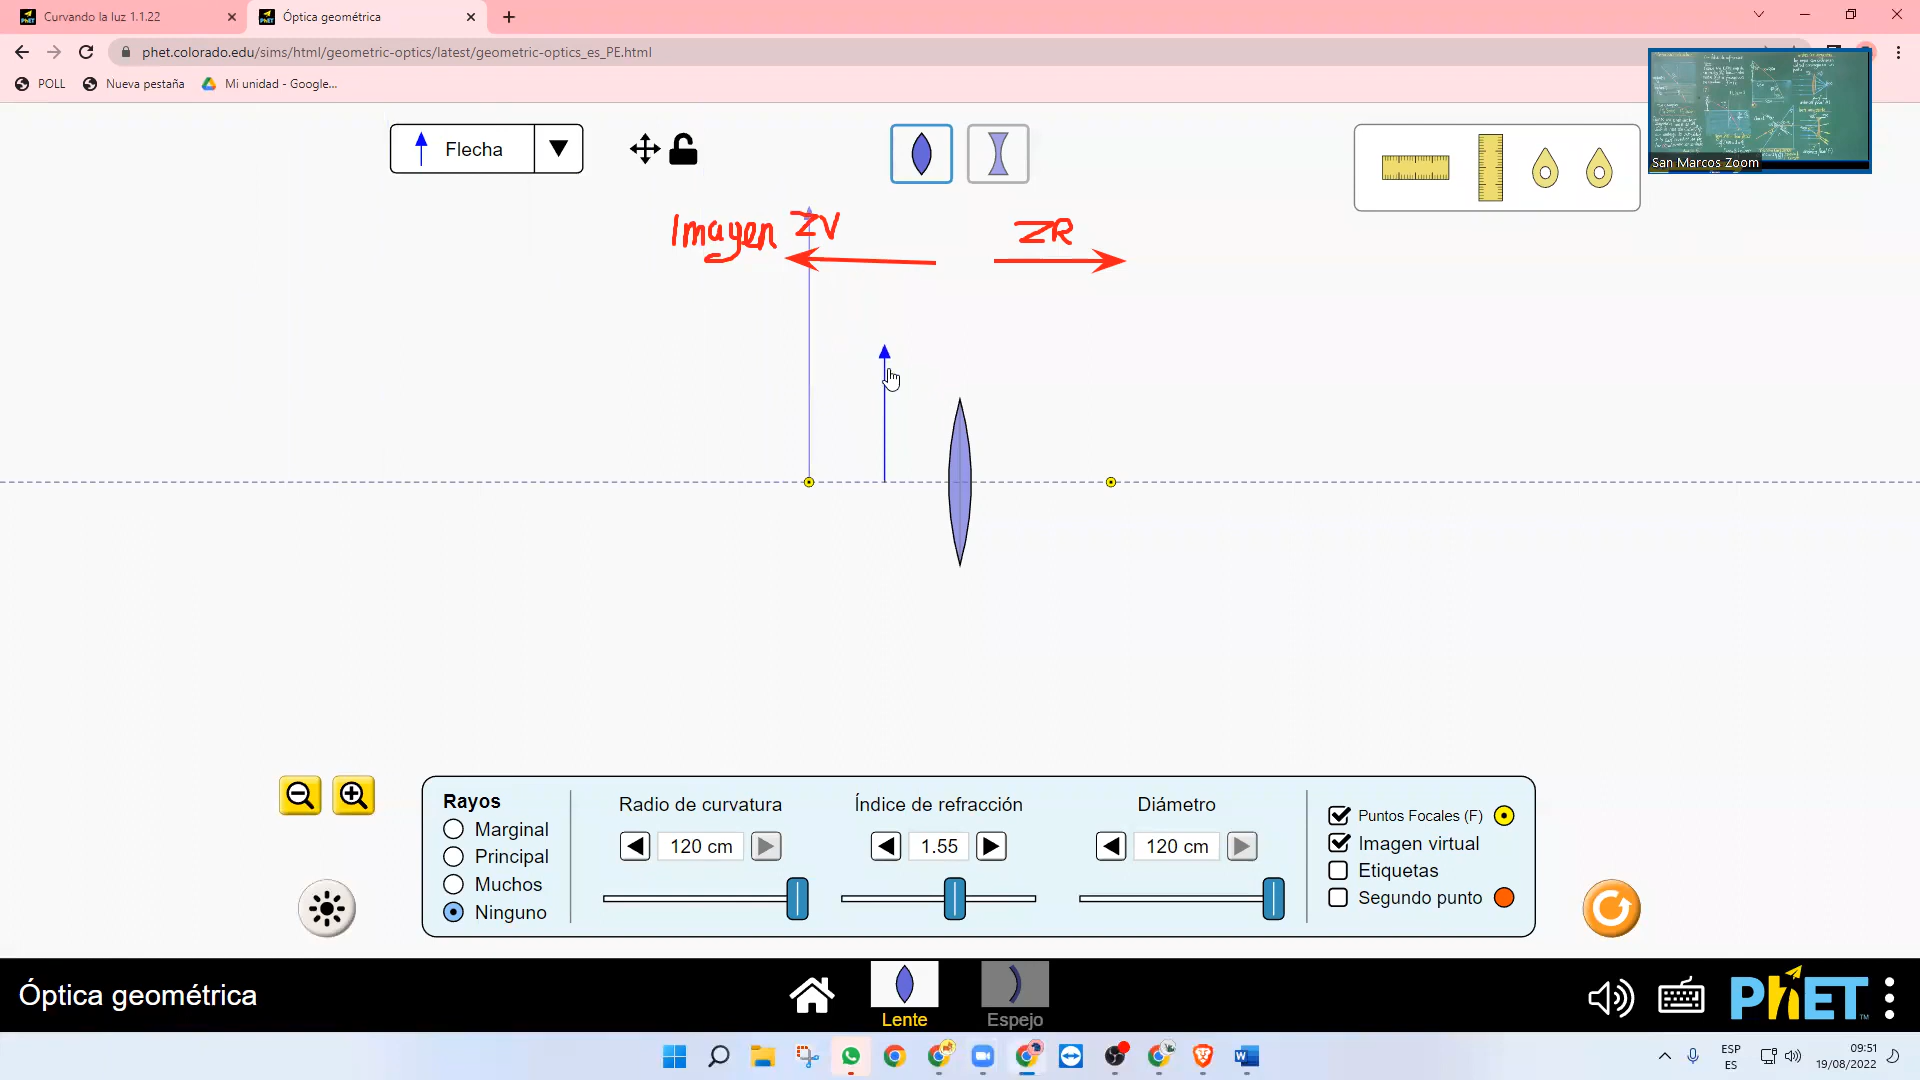 Curvando la luz 1.1.22
Óptica geométrica
phet.colorado.edu/sims/html/geometric-optics/latest/geometric-optics_es_PE.html
POLL
Nueva pestaña
Mi unidad - Google...
San Marcos Zoom
Flecha
Imagen ZV
ZR
Rayos
Marginal
Principal
Muchos
Ninguno
Radio de curvatura
120 cm
Índice de refracción
1.55
Diámetro
120 cm
Puntos Focales (F)
Imagen virtual
Etiquetas
Segundo punto
Óptica geométrica
Lente
Espejo
PhET
ESP
ES
09:51
19/08/2022